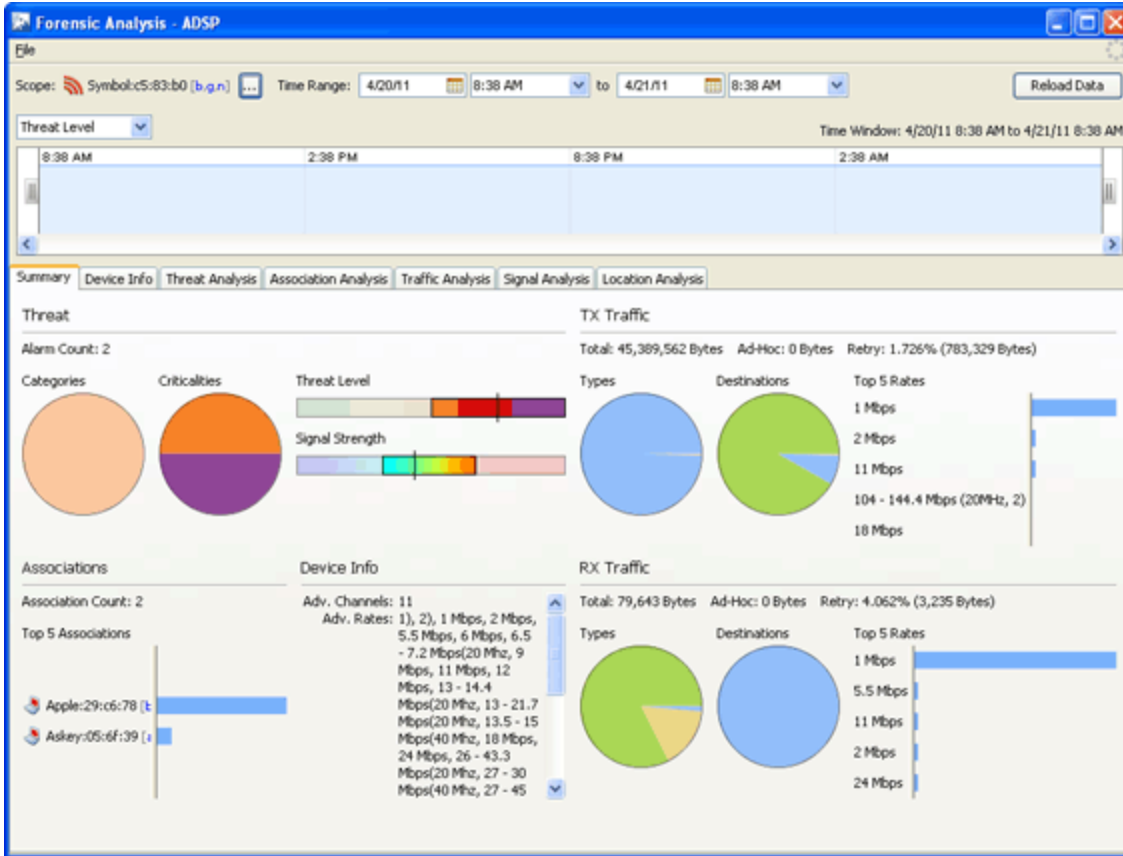 Forensic Analysis - ADSP
File
Scope: Symbol:c5:83:b0 [b,g,n] ... Time Range: 4/20/11 8:38 AM to 4/21/11 8:38 AM Reload Data
Threat Level
Time Window: 4/20/11 8:38 AM to 4/21/11 8:38 AM
8:38 AM 2:38 PM 8:38 PM 2:38 AM
Summary Device Info Threat Analysis Association Analysis Traffic Analysis Signal Analysis Location Analysis
Threat
Alarm Count: 2
Categories Criticalities Threat Level
Signal Strength
TX Traffic
Total: 45,389,562 Bytes Ad-Hoc: 0 Bytes Retry: 1.726% (783,329 Bytes)
Types Destinations Top 5 Rates
1 Mbps
2 Mbps
11 Mbps
104 - 144.4 Mbps (20MHz, 2)
18 Mbps
Associations
Association Count: 2
Top 5 Associations
Apple:29:c6:78 [b
Askey:05:6f:39 [a
Device Info
Adv. Channels: 11
Adv. Rates: 1), 2), 1 Mbps, 2 Mbps,
5.5 Mbps, 6 Mbps, 6.5
- 7.2 Mbps(20 Mhz, 9
Mbps, 11 Mbps, 12
Mbps, 13 - 14.4
Mbps(20 Mhz, 13 - 21.7
Mbps(20 Mhz, 13.5 - 15
Mbps(40 Mhz, 18 Mbps,
24 Mbps, 26 - 43.3
Mbps(20 Mhz, 27 - 30
Mbps(40 Mhz, 27 - 45
RX Traffic
Total: 79,643 Bytes Ad-Hoc: 0 Bytes Retry: 4.062% (3,235 Bytes)
Types Destinations Top 5 Rates
1 Mbps
5.5 Mbps
11 Mbps
2 Mbps
24 Mbps